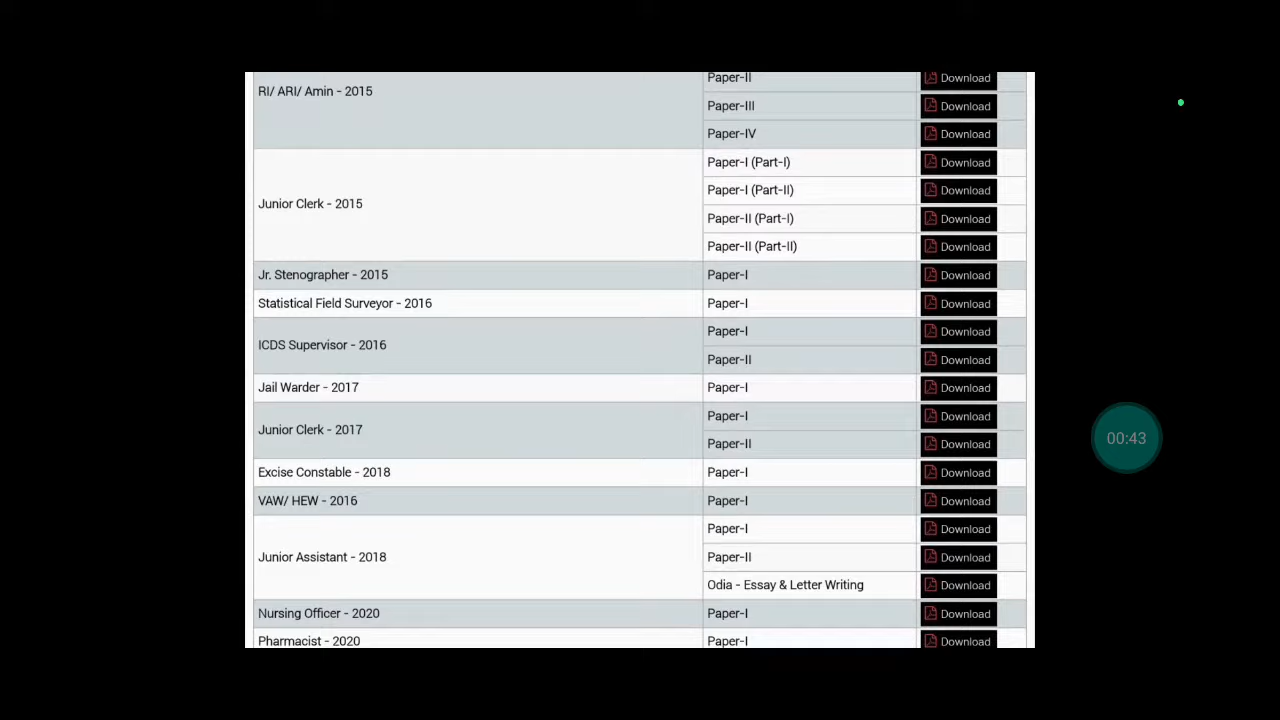 Paper-II Download
RI/ ARI/ Amin - 2015
Paper-III Download
Paper-IV Download
Paper-I (Part-I) Download
Paper-I (Part-II) Download
Junior Clerk - 2015
Paper-II (Part-I) Download
Paper-II (Part-II) Download
Jr. Stenographer - 2015 Paper-I Download
Statistical Field Surveyor - 2016 Paper-I Download
Paper-I Download
ICDS Supervisor - 2016
Paper-II Download
Jail Warder - 2017 Paper-I Download
Paper-I Download
Junior Clerk - 2017
00:43
Paper-II Download
Excise Constable - 2018 Paper-I Download
VAW/ HEW - 2016 Paper-I Download
Paper-I Download
Junior Assistant - 2018 Paper-II Download
Odia - Essay & Letter Writing Download
Nursing Officer - 2020 Paper-I Download
Pharmacist - 2020 Paper-I Download